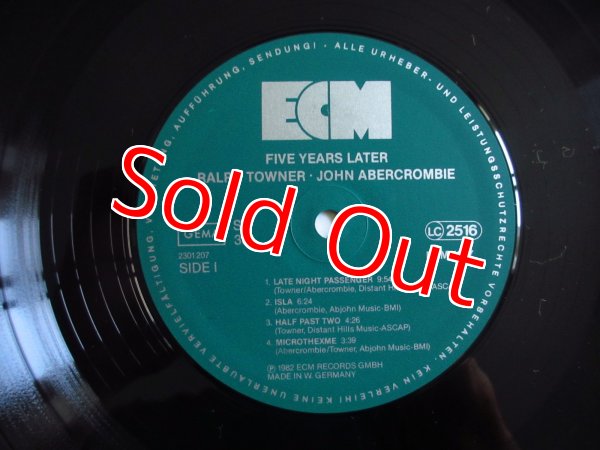 ECM
FIVE YEARS LATER
RALPH TOWNER · JOHN ABERCROMBIE
Sold Out
GEMA
S
3
LC 2516
2301 207
SIDE I
1. LATE NIGHT PASSENGER 9:54
(Towner/Abercrombie, Distant Hills Music-ASCAP
2. ISLA 6:24
(Abercrombie, Abjohn Music-BMI)
3. HALF PAST TWO 4:26
(Towner, Distant Hills Music-ASCAP)
4. MICROTHEXME 3:39
(Abercrombie/Towner, Abjohn Music-BMI)
Ⓟ 1982 ECM RECORDS GMBH
MADE IN W. GERMANY
ALLE URHEBER- UND LEISTUNGSSCHUTZRECHTE VORBEHALTEN. KEIN VERLEIH! KEINE UNERLAUBTE VERVIELFÄLTIGUNG, AUFFÜHRUNG, SENDUNG! ·